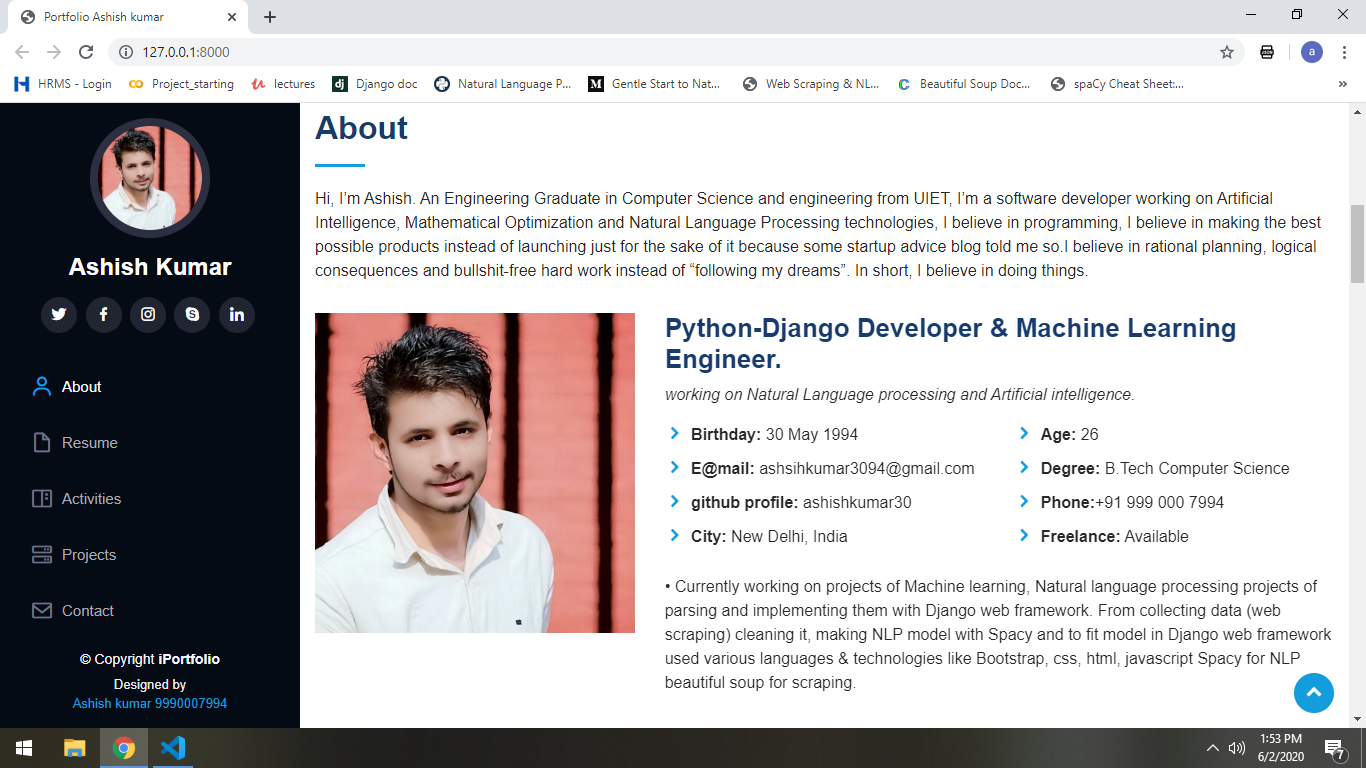 Portfolio Ashish kumar
127.0.0.1:8000
a
HRMS - Login
Project_starting
lectures
dj Django doc
Natural Language P...
M Gentle Start to Nat...
Web Scraping & NL...
Beautiful Soup Doc...
spaCy Cheat Sheet:...
»
Ashish Kumar
About
Resume
Activities
Projects
Contact
© Copyright iPortfolio
Designed by
Ashish kumar 9990007994
About
Hi, I’m Ashish. An Engineering Graduate in Computer Science and engineering from UIET, I’m a software developer working on Artificial
Intelligence, Mathematical Optimization and Natural Language Processing technologies, I believe in programming, I believe in making the best
possible products instead of launching just for the sake of it because some startup advice blog told me so.I believe in rational planning, logical
consequences and bullshit-free hard work instead of “following my dreams”. In short, I believe in doing things.
Python-Django Developer & Machine Learning
Engineer.
working on Natural Language processing and Artificial intelligence.
Birthday: 30 May 1994
Age: 26
E@mail: ashsihkumar3094@gmail.com
Degree: B.Tech Computer Science
github profile: ashishkumar30
Phone:+91 999 000 7994
City: New Delhi, India
Freelance: Available
• Currently working on projects of Machine learning, Natural language processing projects of
parsing and implementing them with Django web framework. From collecting data (web
scraping) cleaning it, making NLP model with Spacy and to fit model in Django web framework
used various languages & technologies like Bootstrap, css, html, javascript Spacy for NLP
beautiful soup for scraping.
1:53 PM
6/2/2020
7